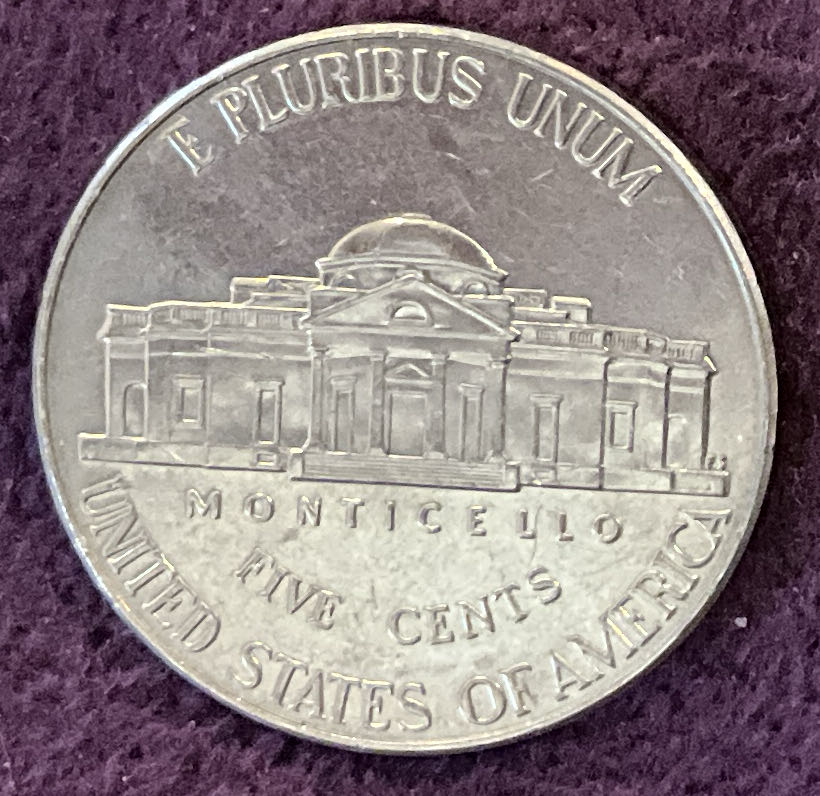 E PLURIBUS UNUM
MONTICELLO
FIVE CENTS
UNITED STATES OF AMERICA